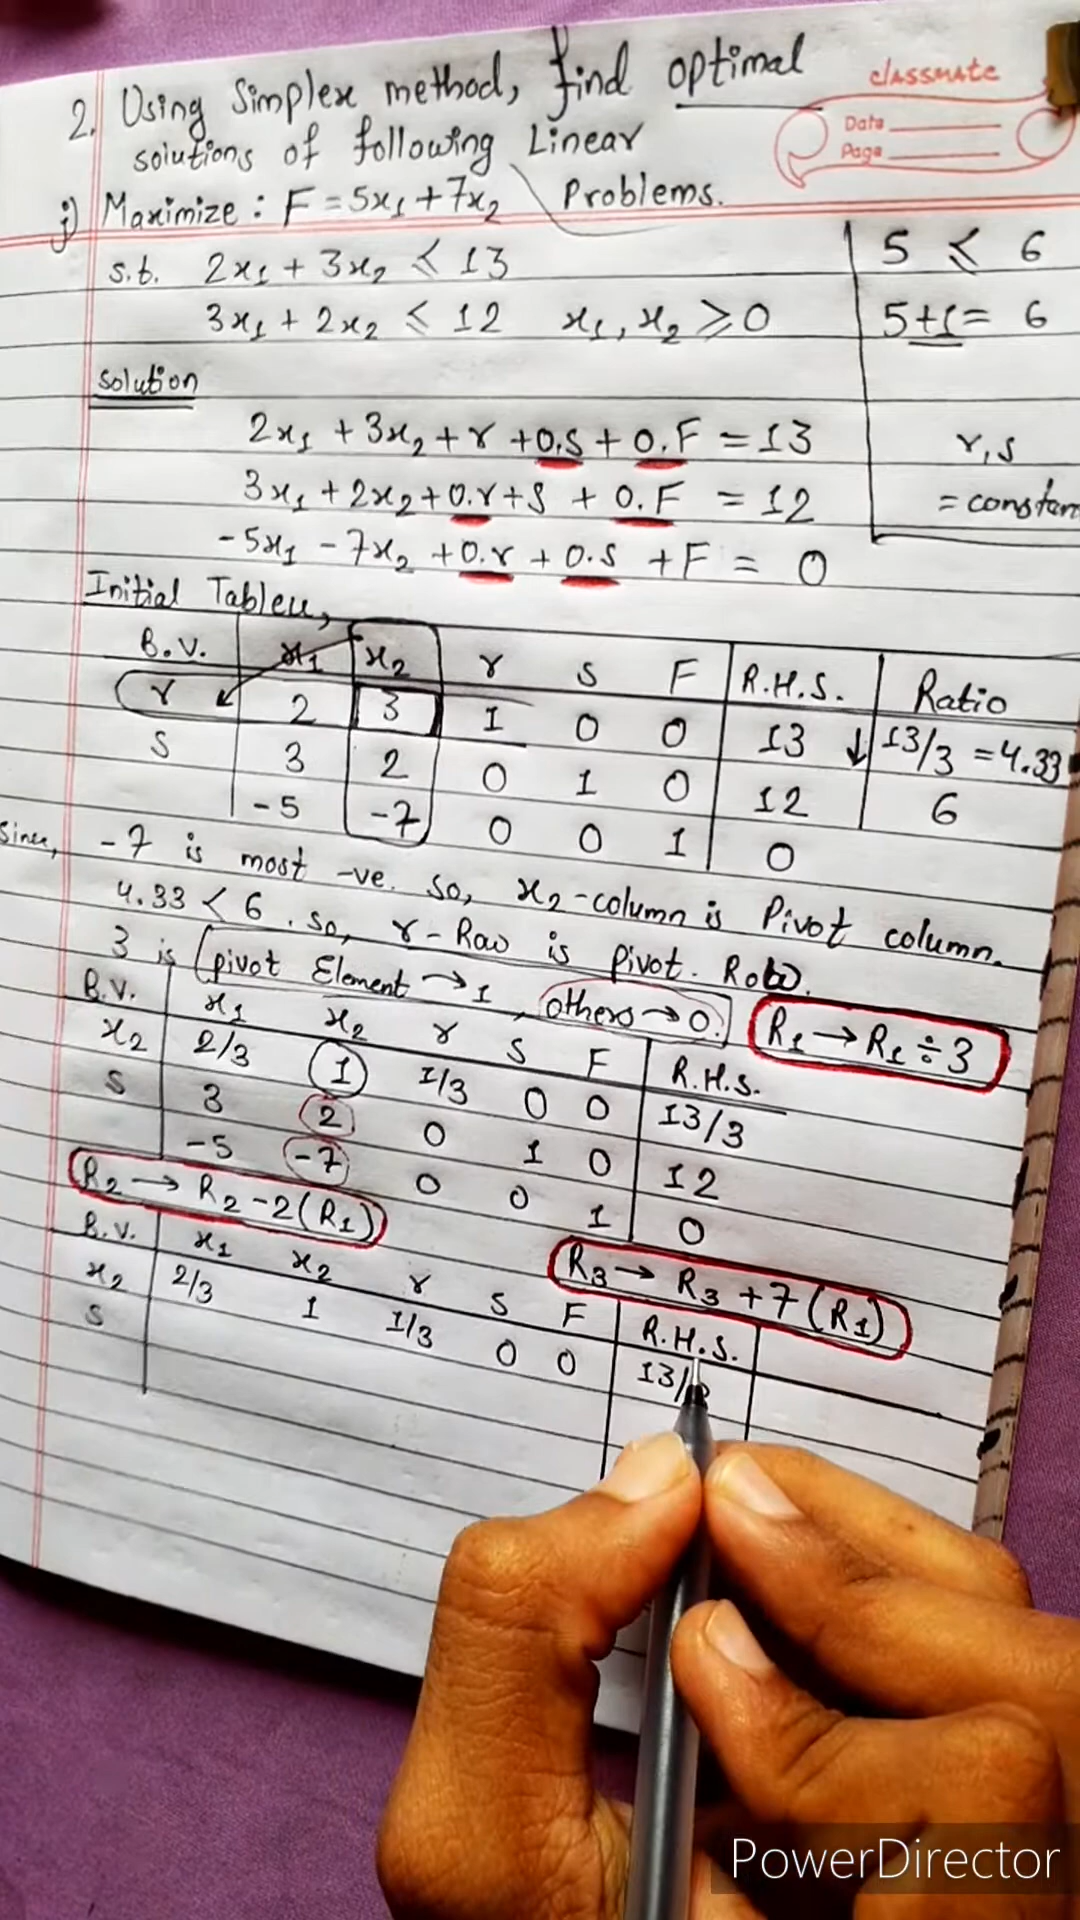 classmate
Date
Page
2. Using Simplex method, find optimal
solutions of following Linear
Problems.
i) Maximize : F = 5x₁ + 7x₂
s.t. 2x₁ + 3x₂ ≤ 13
3x₁ + 2x₂ ≤ 12 x₁, x₂ ≥ 0
5 ≤ 6
5+1 = 6
r, s
= constan
solution
2x₁ + 3x₂ + r + 0.s + 0.F = 13
3x₁ + 2x₂ + 0.r + s + 0.F = 12
-5x₁ - 7x₂ + 0.r + 0.s + F = 0
Initial Tableu,
B.V. x₁ x₂ r s F R.H.S. Ratio
r 2 3 1 0 0 13 ↓ 13/3 = 4.33
s 3 2 0 1 0 12 6
-5 -7 0 0 1 0
Since, -7 is most -ve. so, x₂-column is Pivot column.
4.33 < 6. so, r-Row is pivot. Row.
3 is pivot Element → 1, others → 0. R₁ → R₁ ÷ 3
B.V. x₁ x₂ r s F R.H.S.
x₂ 2/3 1 1/3 0 0 13/3
s 3 2 0 1 0 12
-5 -7 0 0 1 0
R₂ → R₂ - 2(R₁)
R₃ → R₃ + 7(R₁)
B.V. x₁ x₂ r s F R.H.S.
x₂ 2/3 1 1/3 0 0 13/3
s
PowerDirector